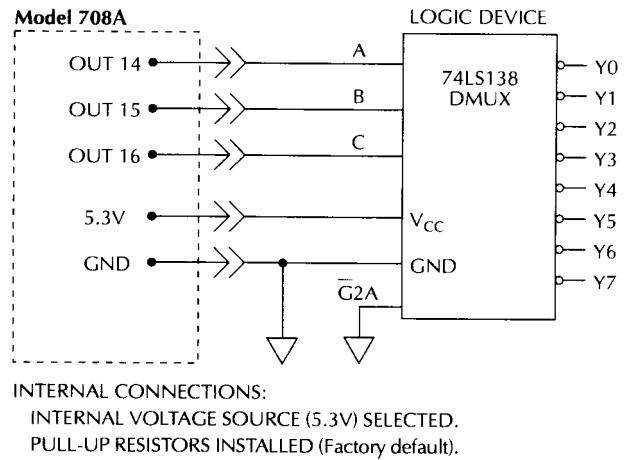 Model 708A
LOGIC DEVICE
OUT 14
A
74LS138
DMUX
Y0
OUT 15
B
Y1
Y2
OUT 16
C
Y3
Y4
5.3V
VCC
Y5
GND
GND
Y6
G̅2A
Y7
INTERNAL CONNECTIONS:
INTERNAL VOLTAGE SOURCE (5.3V) SELECTED.
PULL-UP RESISTORS INSTALLED (Factory default).